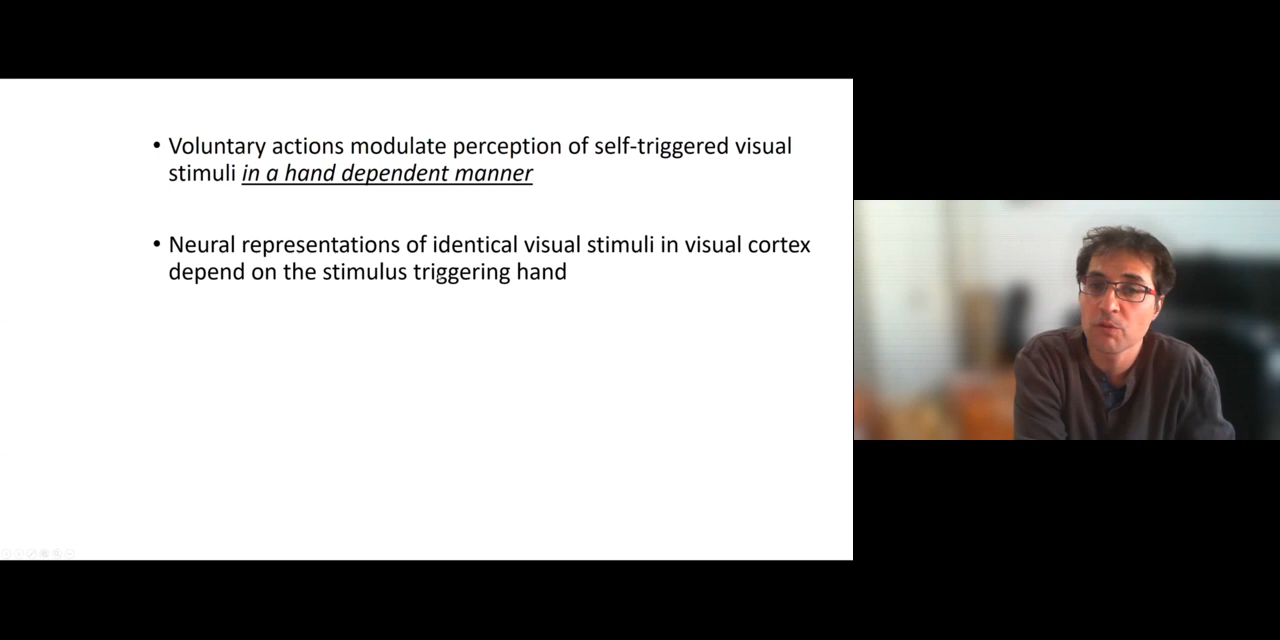 • Voluntary actions modulate perception of self-triggered visual
stimuli in a hand dependent manner
• Neural representations of identical visual stimuli in visual cortex
depend on the stimulus triggering hand